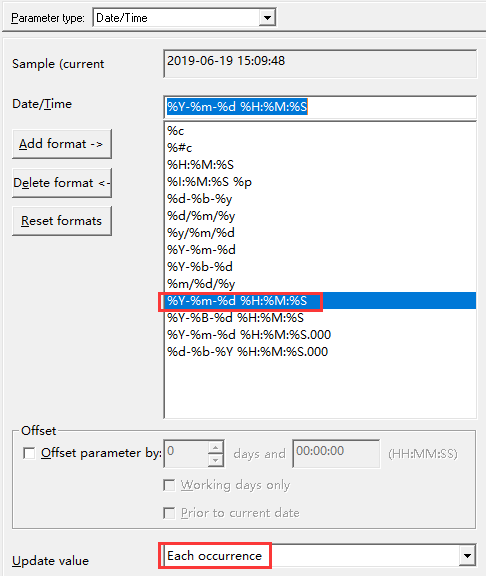 Parameter type: Date/Time
Sample (current 2019-06-19 15:09:48
Date/Time %Y-%m-%d %H:%M:%S
Add format ->
Delete format <-
Reset formats
%c
%#c
%H:%M:%S
%I:%M:%S %p
%d-%b-%y
%d/%m/%y
%y/%m/%d
%Y-%m-%d
%Y-%b-%d
%m/%d/%y
%Y-%m-%d %H:%M:%S
%Y-%B-%d %H:%M:%S
%Y-%m-%d %H:%M:%S.000
%d-%b-%Y %H:%M:%S.000
Offset
Offset parameter by: 0 days and 00:00:00 (HH:MM:SS)
Working days only
Prior to current date
Update value Each occurrence